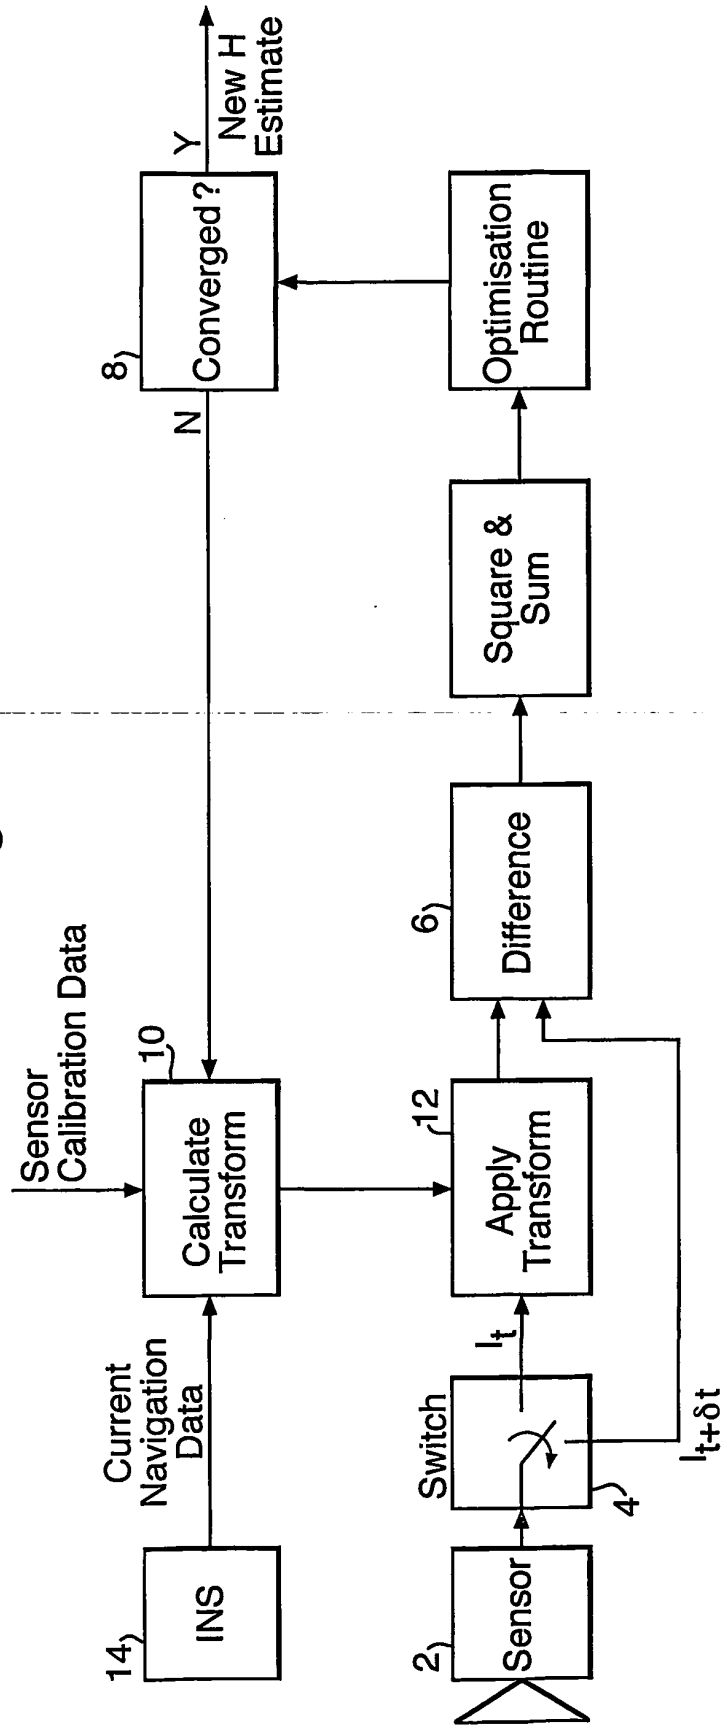 Sensor
Calibration Data
14
INS
Current
Navigation
Data
10
Calculate
Transform
N
8
Converged?
Y
New H
Estimate
2
Sensor
Switch
4
I_t
I_{t+δt}
12
Apply
Transform
6
Difference
Square &
Sum
Optimisation
Routine